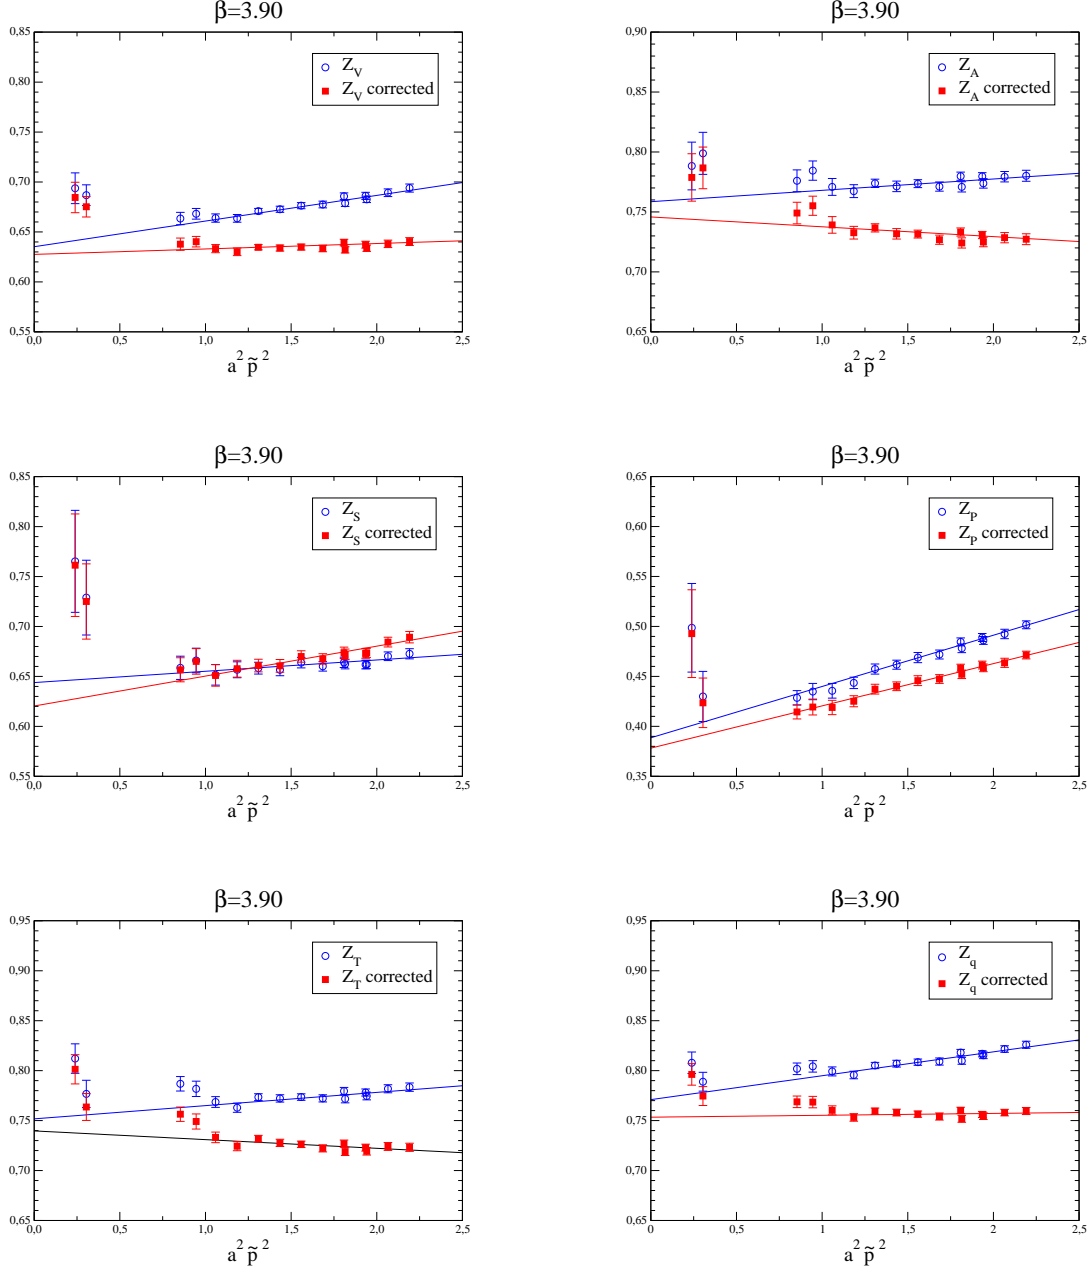 β=3.90
0,85
0,80
0,75
0,70
0,65
0,60
0,55
0,0 0,5 1,0 1,5 2,0 2,5
Z_V
Z_V corrected
a^2 p̃^2
β=3.90
0,90
0,85
0,80
0,75
0,70
0,65
0,0 0,5 1,0 1,5 2,0 2,5
Z_A
Z_A corrected
a^2 p̃^2
β=3.90
0,85
0,80
0,75
0,70
0,65
0,60
0,55
0,0 0,5 1,0 1,5 2,0 2,5
Z_S
Z_S corrected
a^2 p̃^2
β=3.90
0,65
0,60
0,55
0,50
0,45
0,40
0,35
0 0,5 1 1,5 2 2,5
Z_P
Z_P corrected
a^2 p̃^2
β=3.90
0,95
0,90
0,85
0,80
0,75
0,70
0,65
0,0 0,5 1,0 1,5 2,0 2,5
Z_T
Z_T corrected
a^2 p̃^2
β=3.90
0,95
0,90
0,85
0,80
0,75
0,70
0,65
0 0,5 1 1,5 2 2,5
Z_q
Z_q corrected
a^2 p̃^2